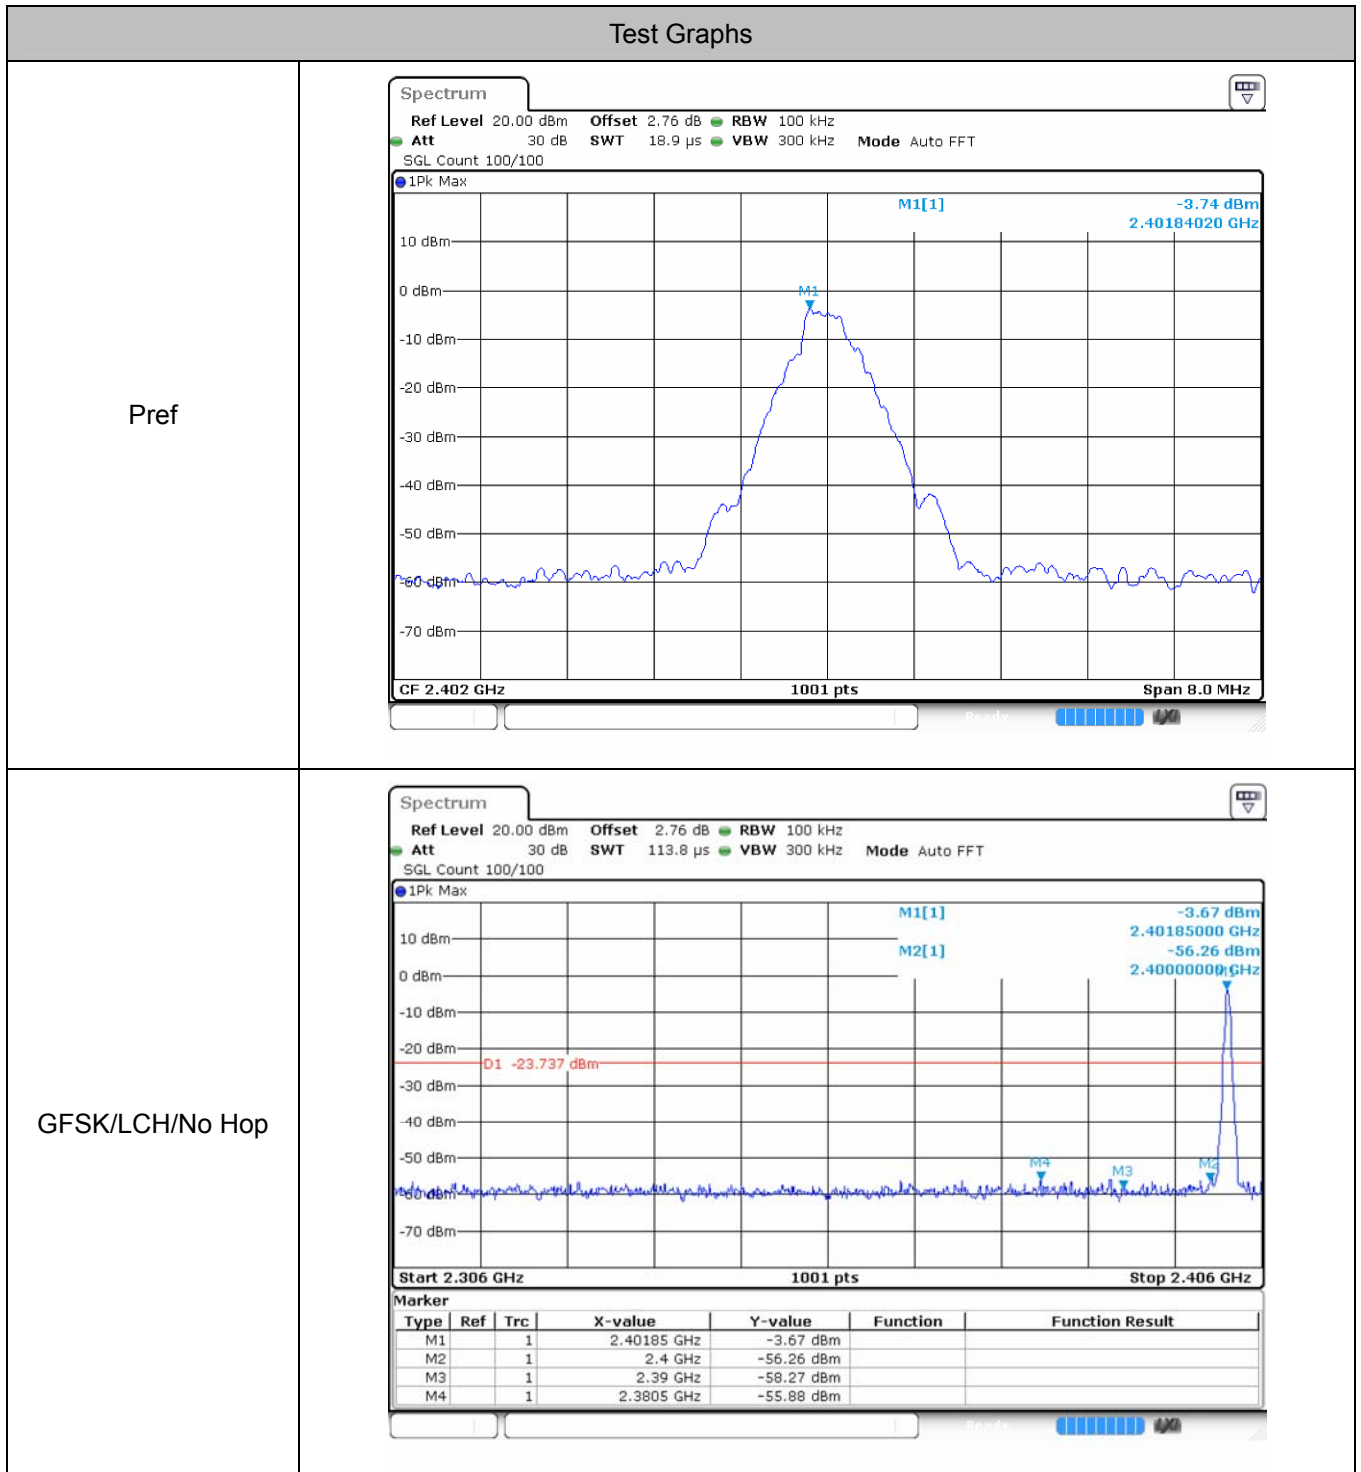 Test Graphs
Pref
Spectrum
Ref Level 20.00 dBm Offset 2.76 dB RBW 100 kHz
Att 30 dB SWT 18.9 µs VBW 300 kHz Mode Auto FFT
SGL Count 100/100
1Pk Max
M1[1] -3.74 dBm
2.40184020 GHz
10 dBm
M1
0 dBm
-10 dBm
-20 dBm
-30 dBm
-40 dBm
-50 dBm
-60 dBm
-70 dBm
CF 2.402 GHz 1001 pts Span 8.0 MHz
Ready
GFSK/LCH/No Hop
Spectrum
Ref Level 20.00 dBm Offset 2.76 dB RBW 100 kHz
Att 30 dB SWT 113.8 µs VBW 300 kHz Mode Auto FFT
SGL Count 100/100
1Pk Max
M1[1] -3.67 dBm
2.40185000 GHz
10 dBm
M2[1] -56.26 dBm
2.40000000 GHz
M1
0 dBm
-10 dBm
-20 dBm
D1 -23.737 dBm
-30 dBm
-40 dBm
-50 dBm
M4 M3 M2
-60 dBm
-70 dBm
Start 2.306 GHz 1001 pts Stop 2.406 GHz
Marker
Type Ref Trc X-value Y-value Function Function Result
M1 1 2.40185 GHz -3.67 dBm
M2 1 2.4 GHz -56.26 dBm
M3 1 2.39 GHz -58.27 dBm
M4 1 2.3805 GHz -55.88 dBm
Ready